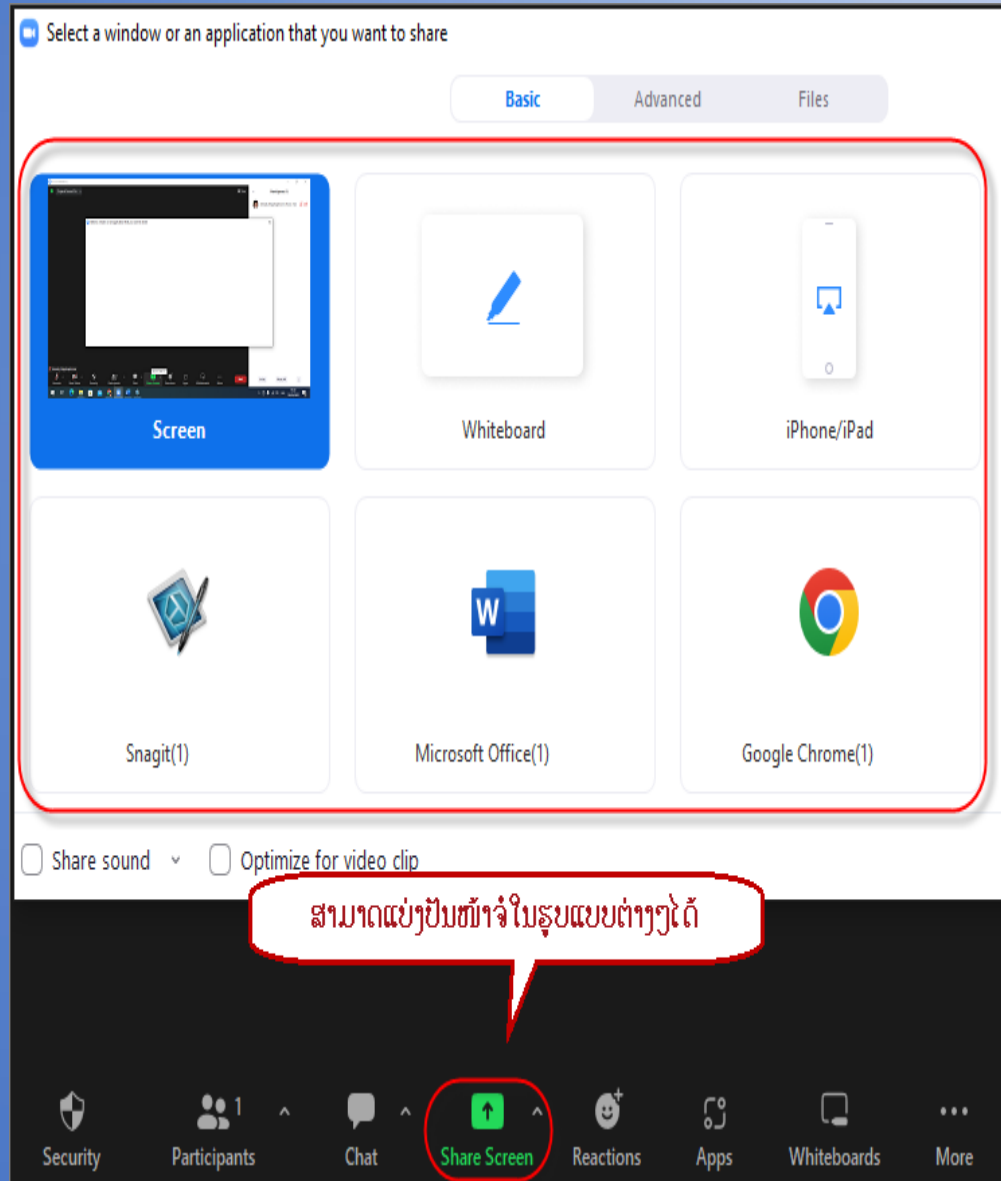 Select a window or an application that you want to share
Basic Advanced Files
Screen Whiteboard iPhone/iPad
Snagit(1) Microsoft Office(1) Google Chrome(1)
Share sound Optimize for video clip
ສາມາດແບ່ງປັນໜ້າຈໍໃນຮູບແບບຕ່າງໆໄດ້
1
Security Participants Chat Share Screen Reactions Apps Whiteboards More